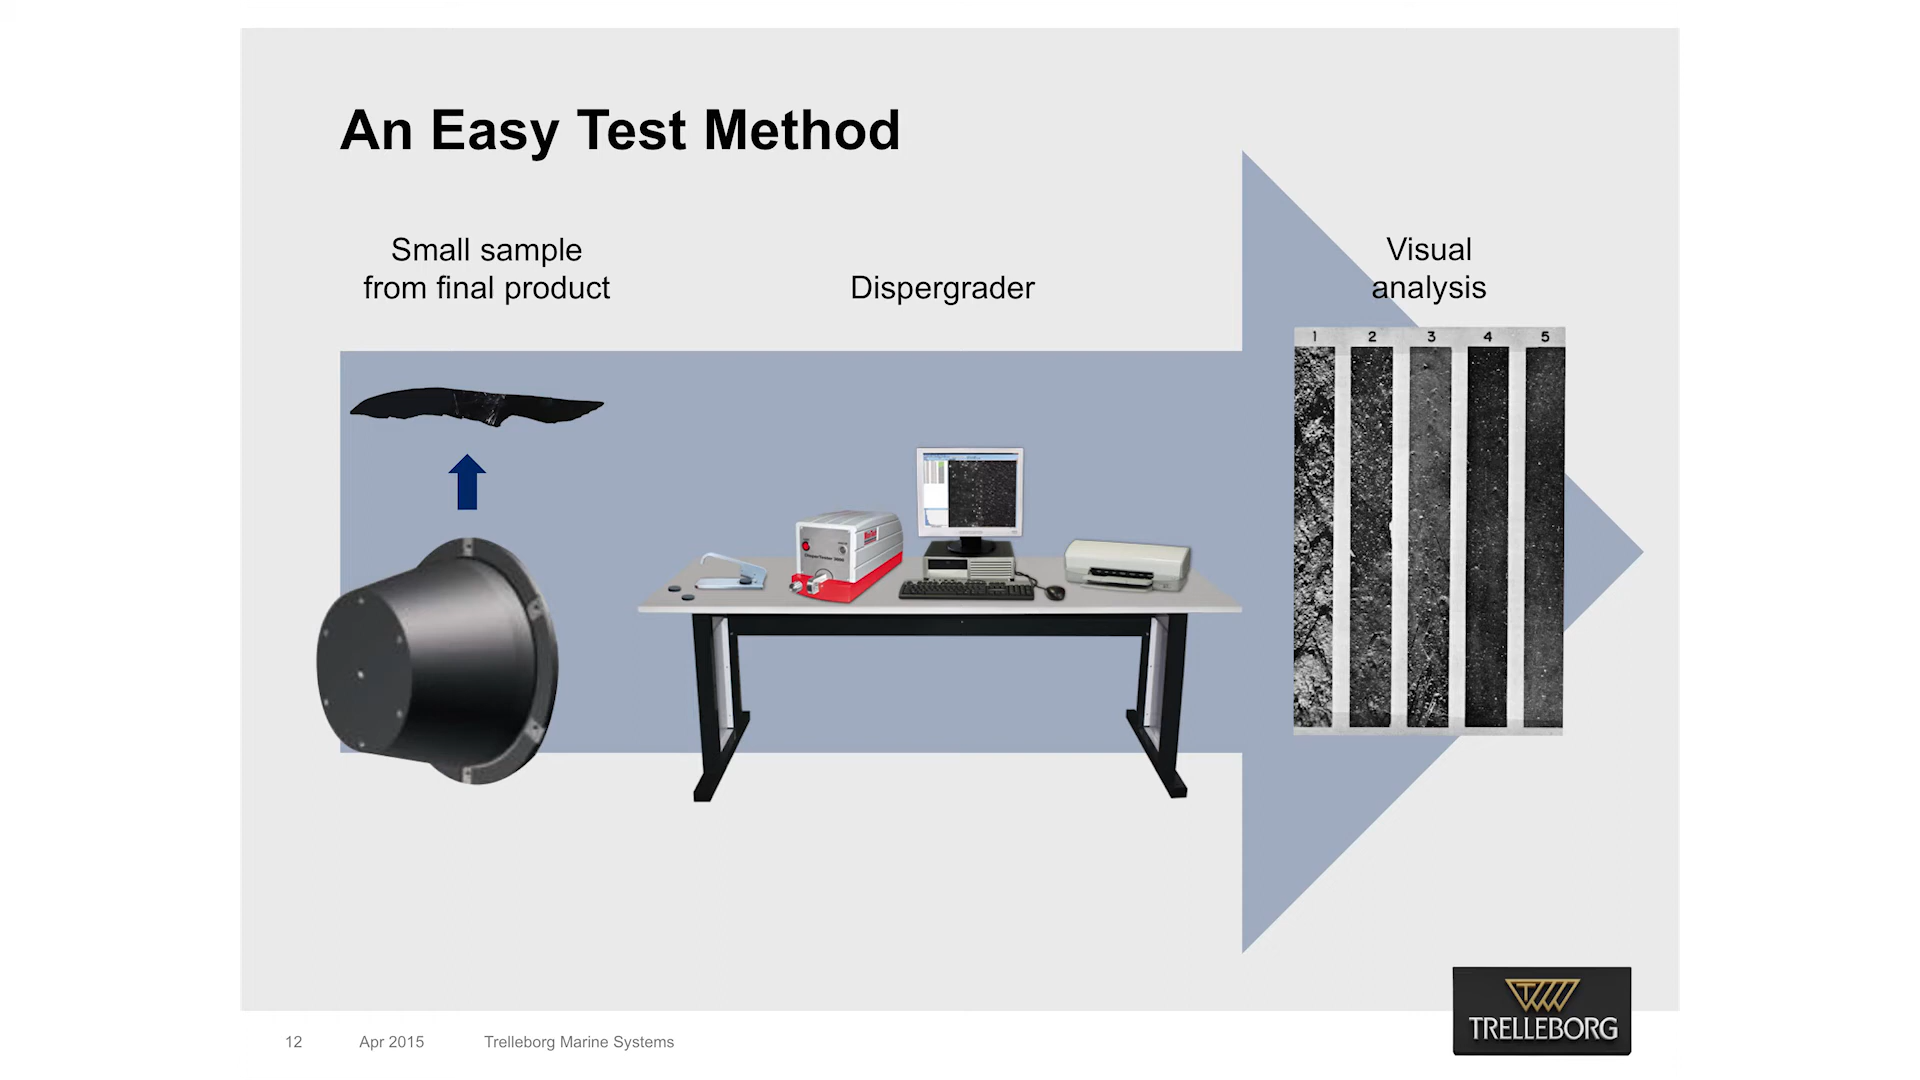 An Easy Test Method
Small sample
from final product
Dispergrader
Visual
analysis
1 2 3 4 5
12 Apr 2015 Trelleborg Marine Systems
TRELLEBORG